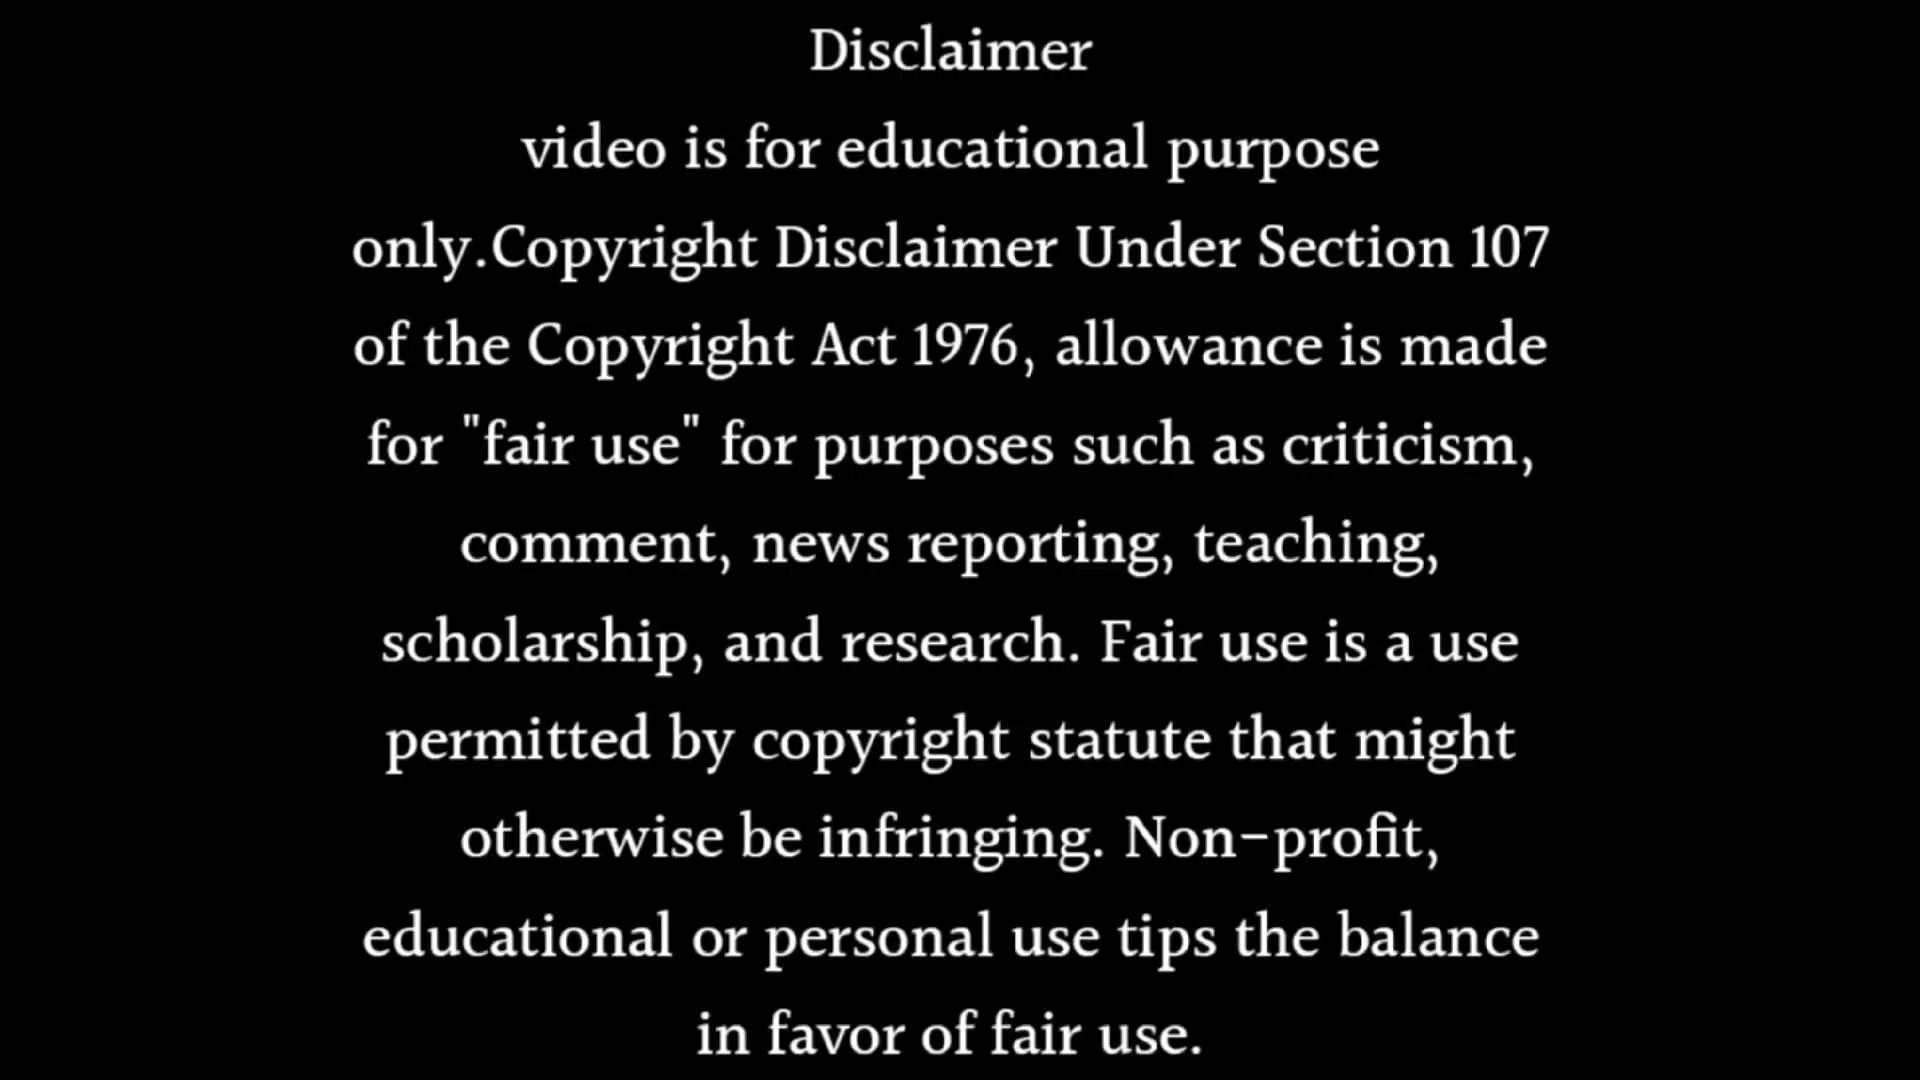 Disclaimer
video is for educational purpose
only.Copyright Disclaimer Under Section 107
of the Copyright Act 1976, allowance is made
for "fair use" for purposes such as criticism,
comment, news reporting, teaching,
scholarship, and research. Fair use is a use
permitted by copyright statute that might
otherwise be infringing. Non-profit,
educational or personal use tips the balance
in favor of fair use.